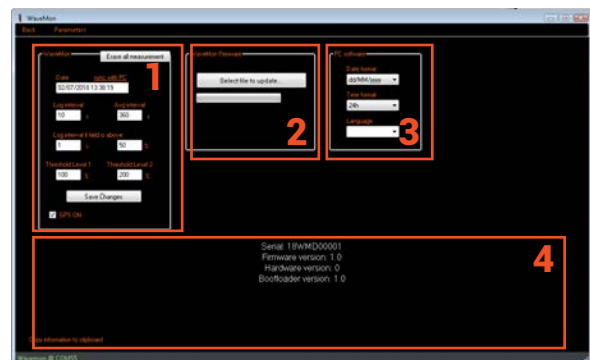 WaveMon
Back Parameters
WaveMon
Erase all measurement
1
Date sync with PC
02/07/2018 13:38:19
Log interval Avg interval
10 s 360 s
Log interval if field is above:
1 s 50 %
Threshold Level 1 Threshold Level 2
100 % 200 %
Save Changes
GPS ON
WaveMon Firmware
Select file to update...
2
PC software
Date format
dd/MM/yyyy
Time format
24h
Language
3
Serial: 18WMD00001
Firmware version: 1.0
Hardware version: 0
Bootloader version: 1.0
4
Copy information to clipboard
Wavemon @ COM55